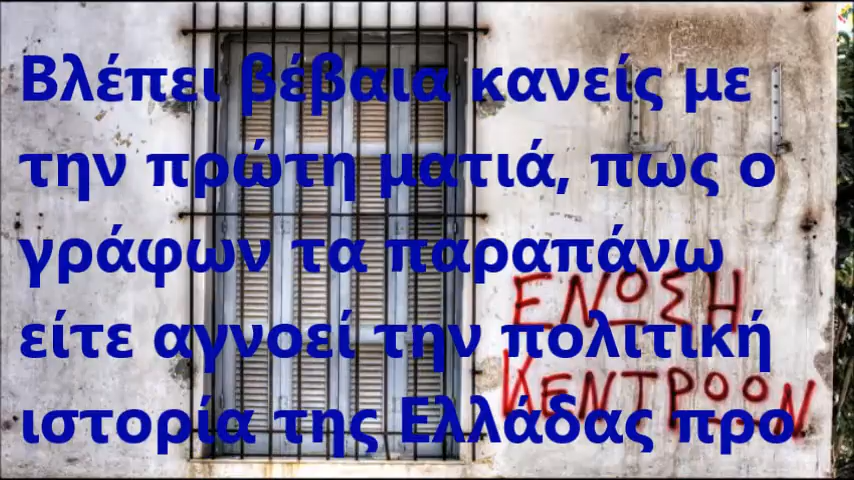 Βλέπει βέβαια κανείς με
την πρώτη ματιά, πως ο
γράφων τα παραπάνω
είτε αγνοεί την πολιτική
ιστορία της Ελλάδας προ
ΕΝΩΣΗ
ΚΕΝΤΡΩΟΝ